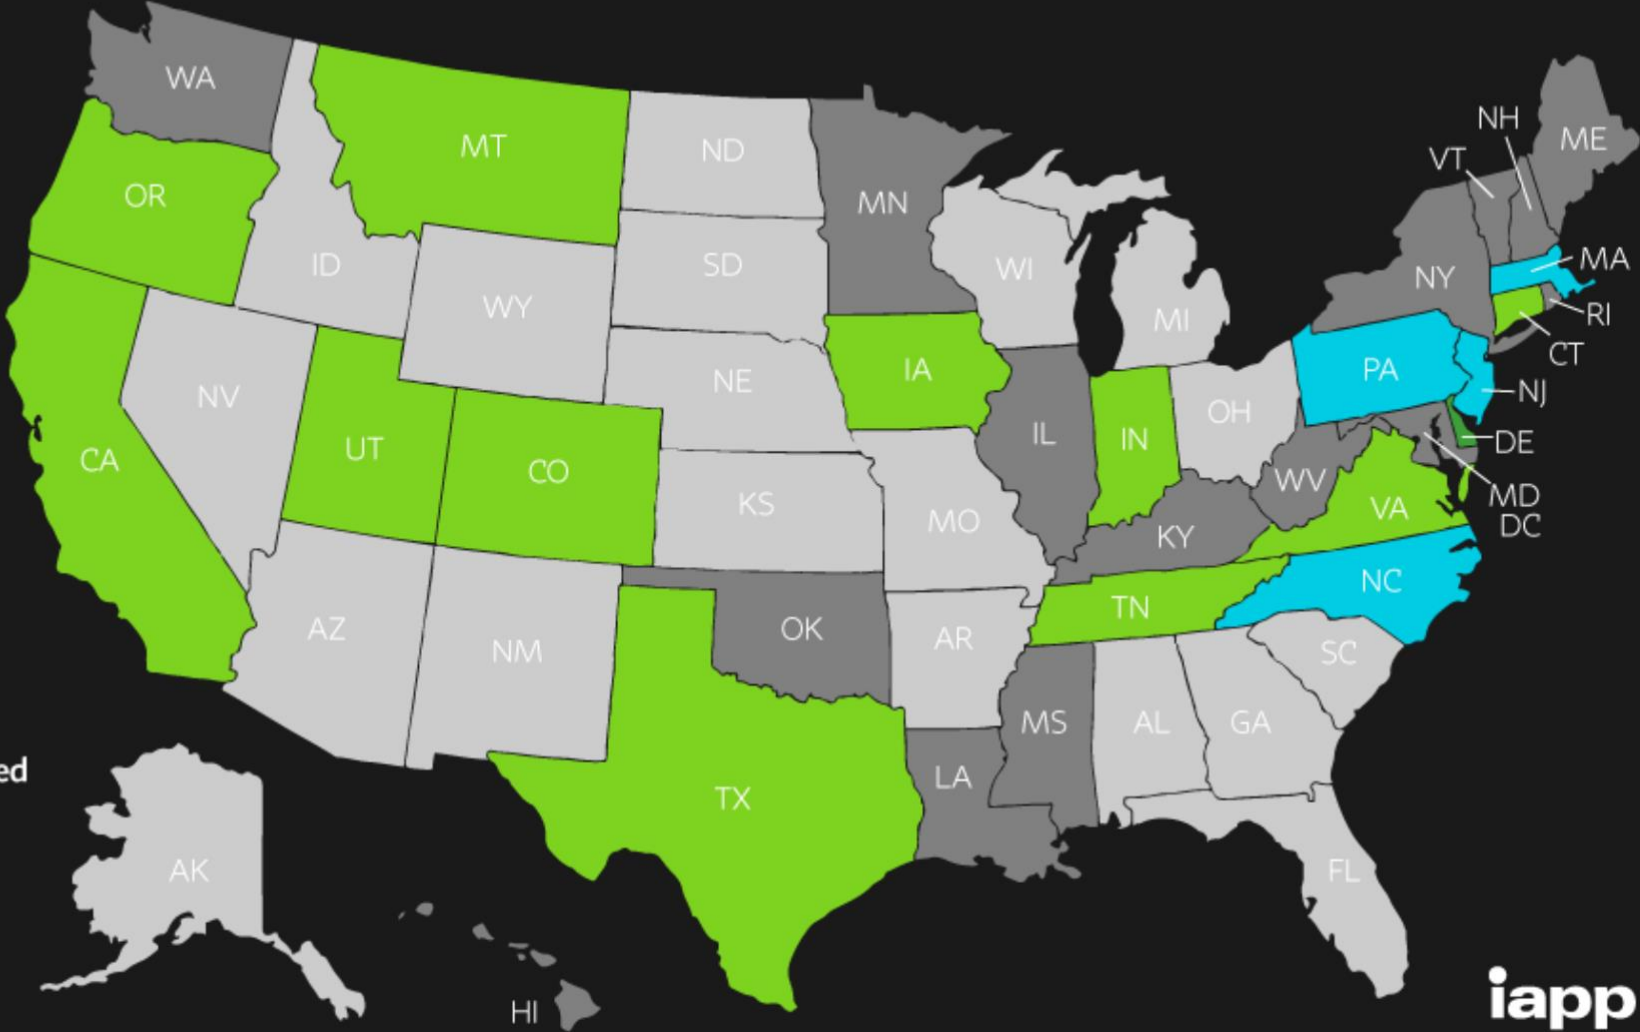 WA
MT
ND
MN
NH
ME
VT
OR
ID
SD
WI
MI
NY
MA
WY
RI
CT
IA
NE
PA
NJ
NV
OH
UT
IL
IN
DE
CA
CO
WV
MD
KS
VA
MO
DC
KY
NC
TN
AZ
OK
AR
NM
SC
MS
AL
GA
ed
LA
TX
AK
FL
HI
iapp